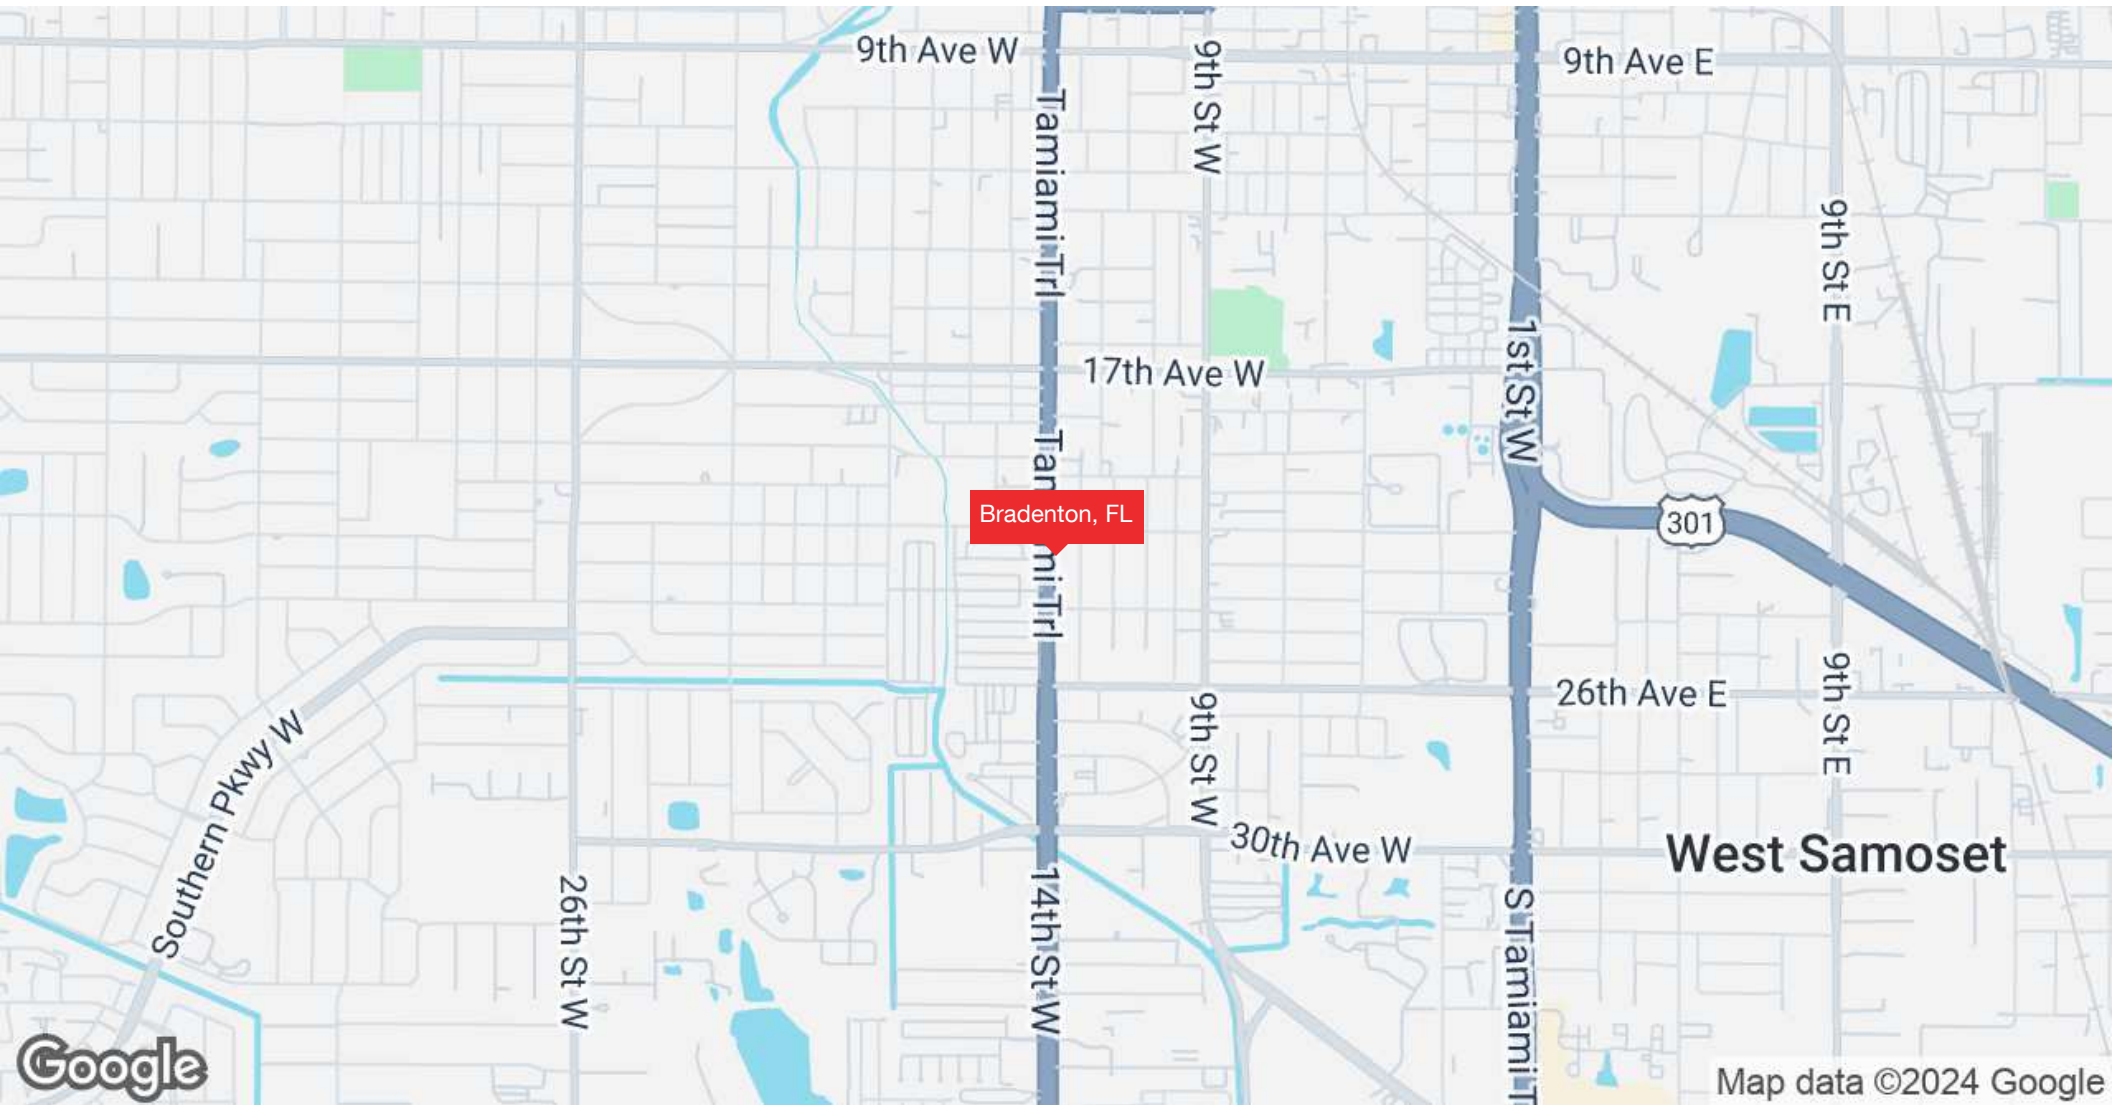 9th Ave W
9th St W
9th Ave E
Tamiami Trl
9th St E
17th Ave W
1st St W
Tam
Bradenton, FL
301
mi Trl
26th Ave E
9th St W
9th St E
Southern Pkwy W
30th Ave W
West Samoset
26th St W
14th St W
S Tamiami T
Google
Map data ©2024 Google